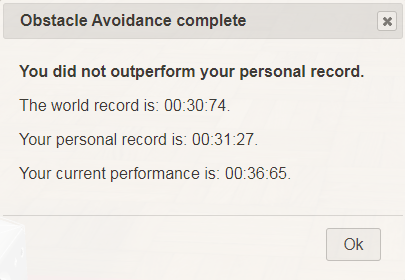 Obstacle Avoidance complete
You did not outperform your personal record.
The world record is: 00:30:74.
Your personal record is: 00:31:27.
Your current performance is: 00:36:65.
Ok